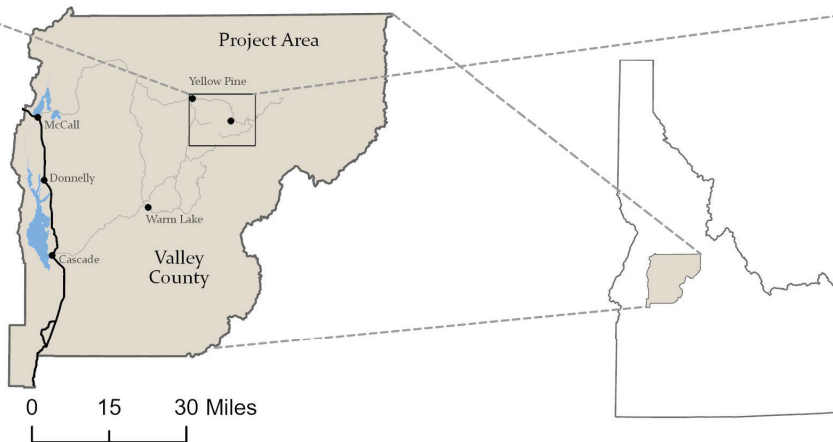 Project Area
Yellow Pine
McCall
Donnelly
Warm Lake
Valley
County
Cascade
0 15 30 Miles